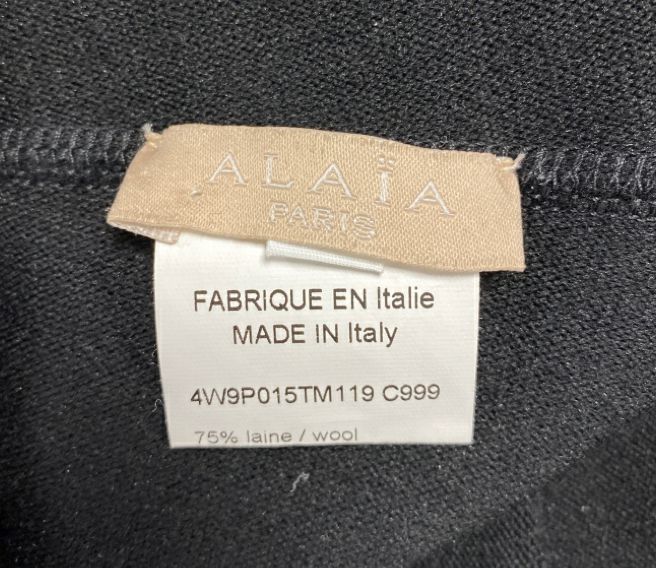 ALAÏA
PARIS
FABRIQUE EN Italie
MADE IN Italy
4W9P015TM119 C999
75% laine / wool